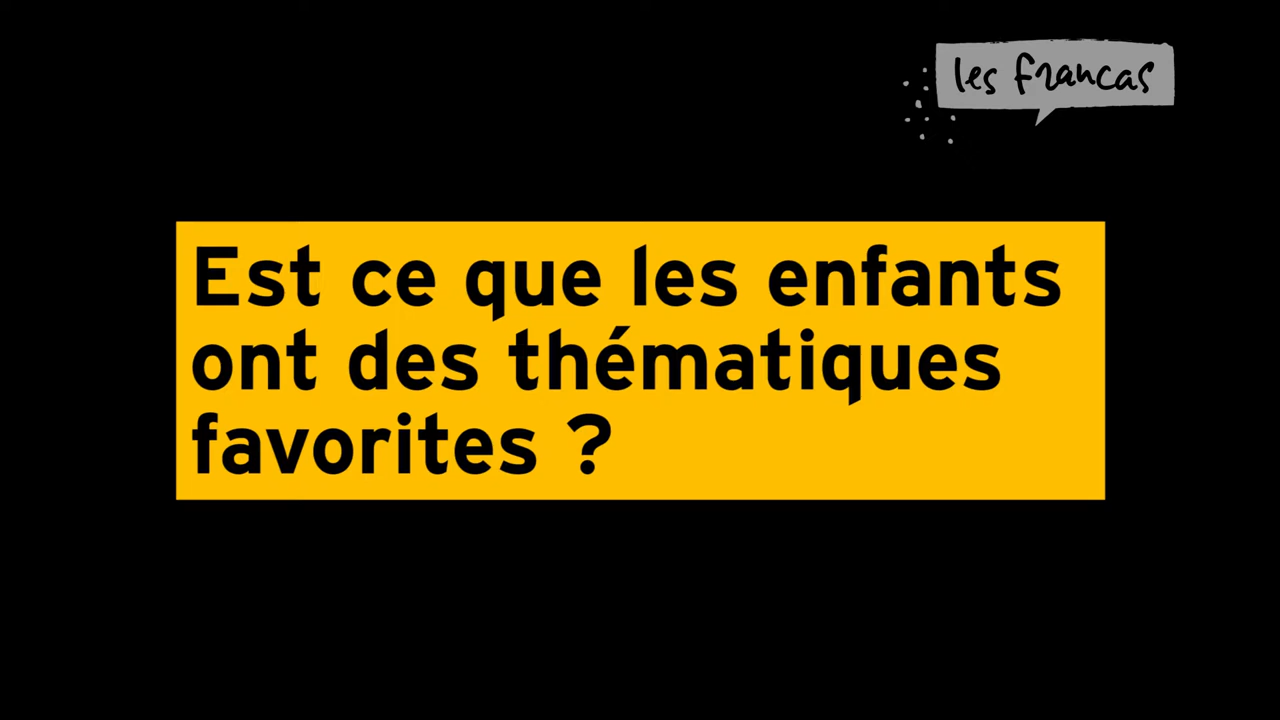 les francas
Est ce que les enfants
ont des thématiques
favorites ?